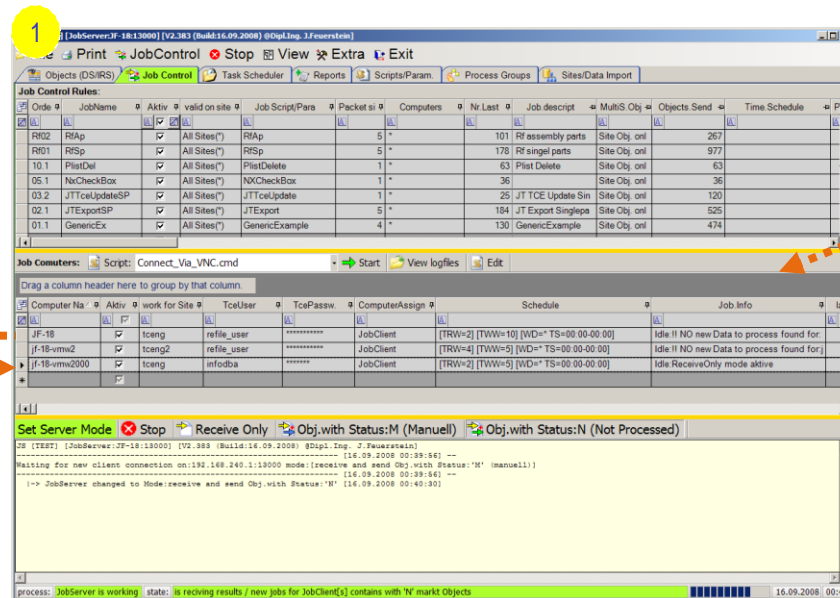 1
[JobServer:JF-18:13000] [V2.383 (Build:16.09.2008) @Dipl.Ing. J.Feuerstein]
Print JobControl Stop View Extra Exit
Objects (DS/IRS) Job Control Task Scheduler Reports Scripts/Param. Process Groups Sites/Data Import
Job Control Rules:
Orde JobName Aktiv valid on site Job Script/Para Packet si Computers Nr.Last Job.descript MultiS.Obj Objects.Send Time.Schedule
Rf02 RfAp All Sites(*) RfAp 5 * 101 Rf assembly parts Site Obj. onl 267
Rf01 RfSp All Sites(*) RfSp 5 * 178 Rf singel parts Site Obj. onl 977
10.1 PlistDel All Sites(*) PlistDelete 1 * 63 Plist Delete Site Obj. onl 63
05.1 NxCheckBox All Sites(*) NXCheckBox 1 * 36 Site Obj. onl 36
03.2 JTTceUpdateSP All Sites(*) JTTceUpdate 1 * 25 JT TCE Update Sin Site Obj. onl 120
02.1 JTExportSP All Sites(*) JTExport 5 * 184 JT Export Singlepa Site Obj. onl 525
01.1 GenericEx All Sites(*) GenericExample 4 * 130 GenericExample Site Obj. onl 474
Job Comuters: Script: Connect_Via_VNC.cmd Start View logfiles Edit
Drag a column header here to group by that column.
Computer Na Aktiv work for Site TceUser TcePassw. ComputerAssign Schedule Job.Info
JF-18 tceng refile_user *********** JobClient [TRW=2] [TWW=10] [WD=* TS=00:00-00:00] Idle:!! NO new Data to process found for:
jf-18-vmw2 tceng2 refile_user *********** JobClient [TRW=4] [TWW=5] [WD=* TS=00:00-00:00] Idle:!! NO new Data to process found for:j
jf-18-vmw2000 tceng infodba ******* JobClient [TRW=2] [TWW=5] [WD=* TS=00:00-00:00] Idle:ReceiveOnly mode aktive
Set Server Mode Stop Receive Only Obj.with Status:M (Manuell) Obj.with Status:N (Not Processed)
JS [TEST] [JobServer:JF-18:13000] [V2.383 (Build:16.09.2008) @Dipl.Ing. J.Feuerstein]
---------------------------------------------------------------- [16.09.2008 00:39:56] --
Waiting for new client connection on:192.168.240.1:13000 mode:[receive and send Obj.with Status:'M' (manuell)]
---------------------------------------------------------------- [16.09.2008 00:39:56] --
|-> JobServer changed to Mode:receive and send Obj.with Status:'N' [16.09.2008 00:40:30]
process: JobServer is working state: is reciving results / new jobs for JobClient[s] contains with 'N' markt Objects 16.09.2008